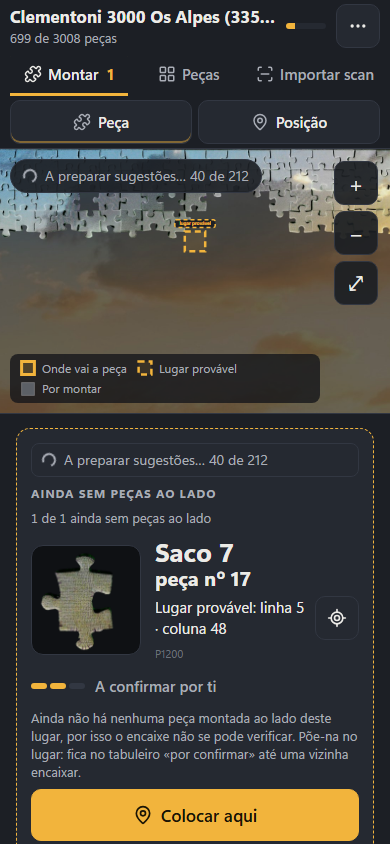 Clementoni 3000 Os Alpes (335...
699 de 3008 peças
Montar 1
Peças
Importar scan
Peça
Posição
A preparar sugestões... 40 de 212
lugar provável
Onde vai a peça
Lugar provável
Por montar
A preparar sugestões... 40 de 212
AINDA SEM PEÇAS AO LADO
1 de 1 ainda sem peças ao lado
Saco 7
peça nº 17
Lugar provável: linha 5
· coluna 48
P1200
A confirmar por ti
Ainda não há nenhuma peça montada ao lado deste
lugar, por isso o encaixe não se pode verificar. Põe-na no
lugar: fica no tabuleiro «por confirmar» até uma vizinha
encaixar.
Colocar aqui